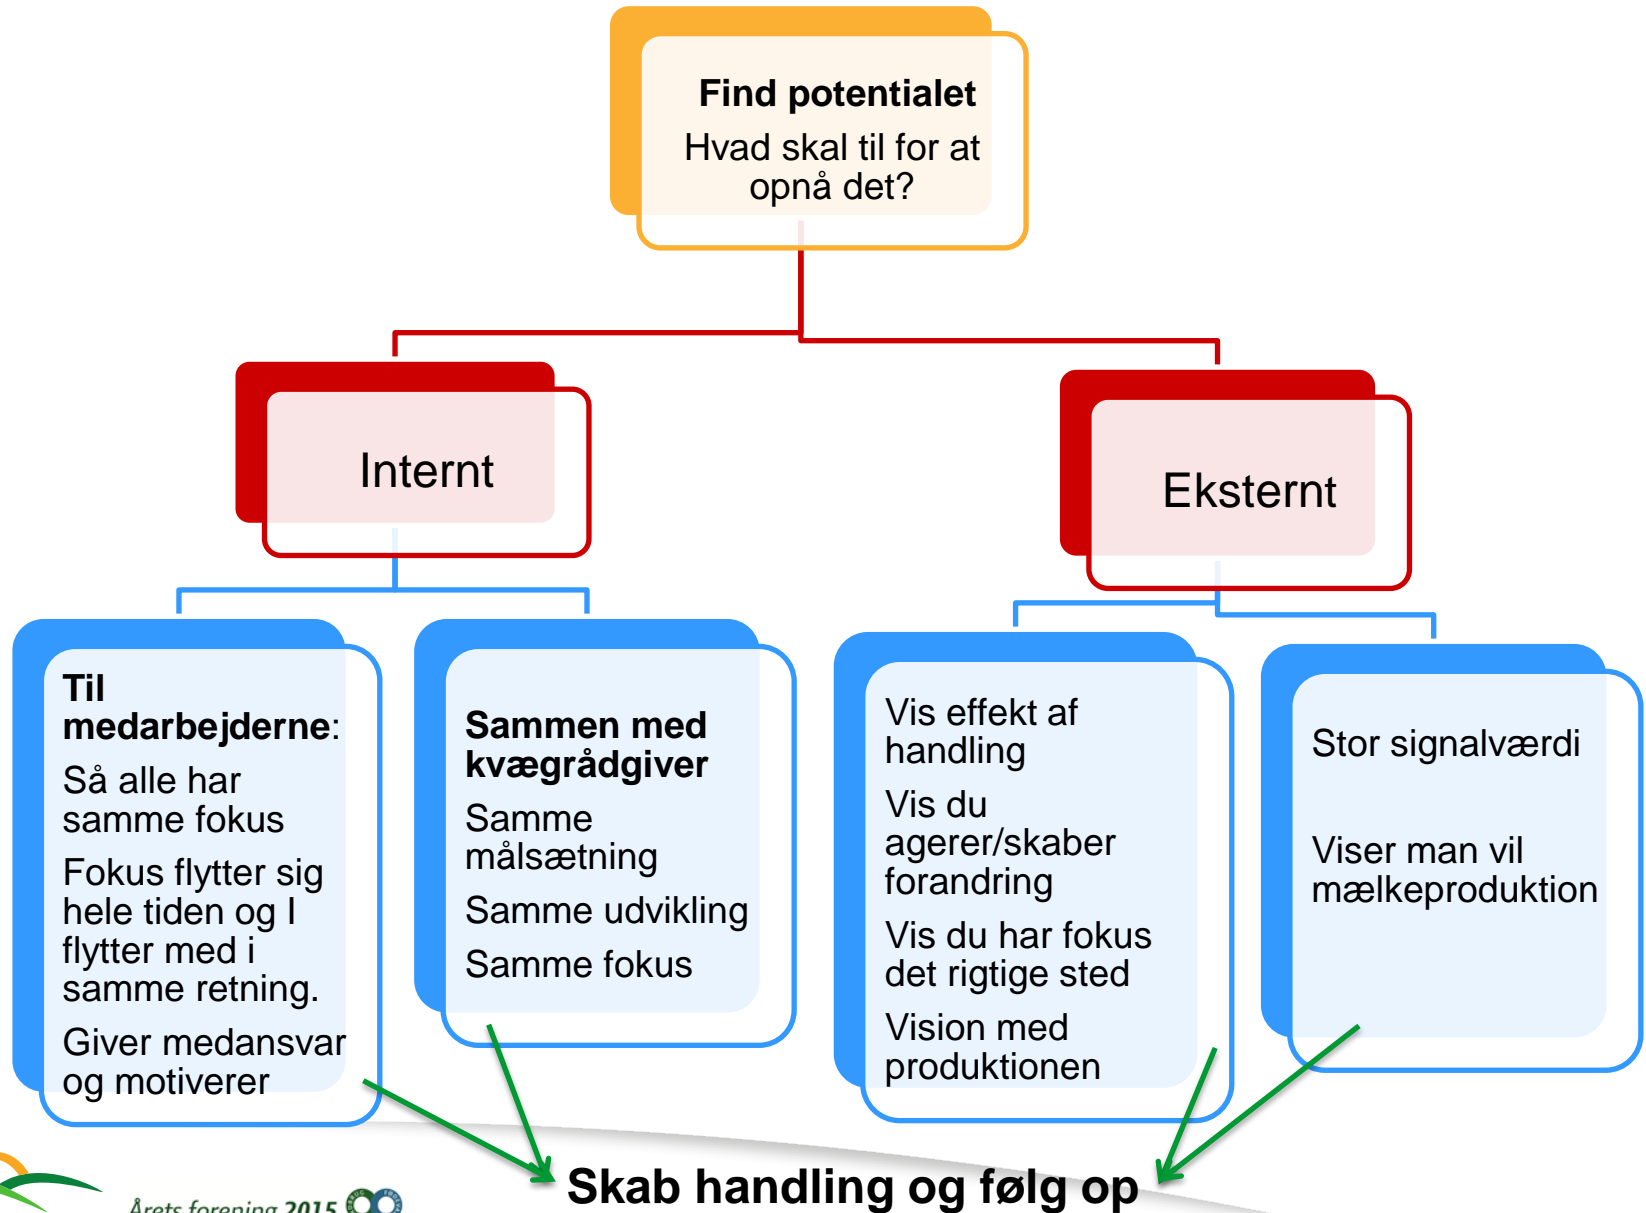 Find potentialet
Hvad skal til for at
opnå det?
Internt
Eksternt
Til
medarbejderne:
Så alle har
samme fokus
Fokus flytter sig
hele tiden og I
flytter med i
samme retning.
Giver medansvar
og motiverer
Sammen med
kvægrådgiver
Samme
målsætning
Samme udvikling
Samme fokus
Vis effekt af
handling
Vis du
agerer/skaber
forandring
Vis du har fokus
det rigtige sted
Vision med
produktionen
Stor signalværdi
Viser man vil
mælkeproduktion
Skab handling og følg op
Årets forening 2015